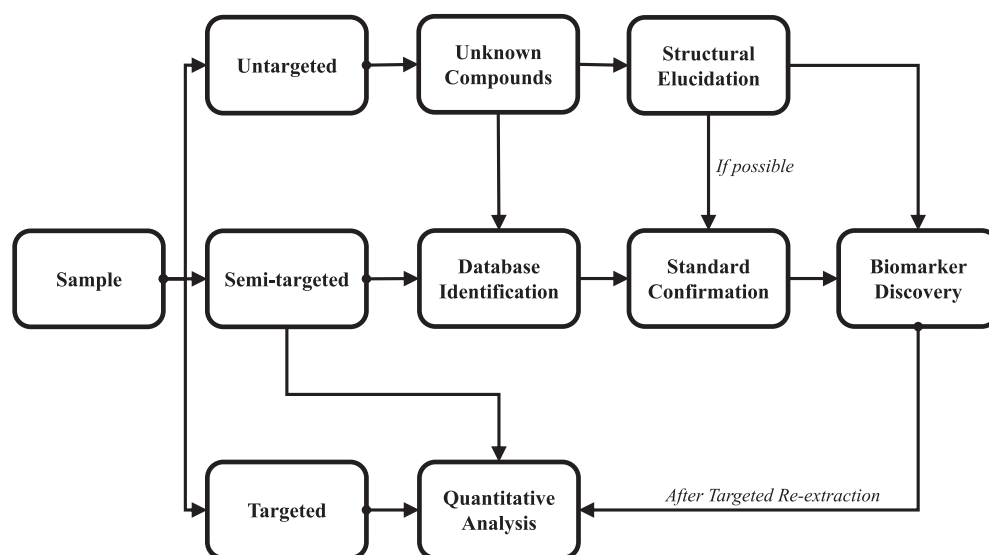 Untargeted
Unknown
Compounds
Structural
Elucidation
If possible
Sample
Semi-targeted
Database
Identification
Standard
Confirmation
Biomarker
Discovery
Targeted
Quantitative
Analysis
After Targeted Re-extraction